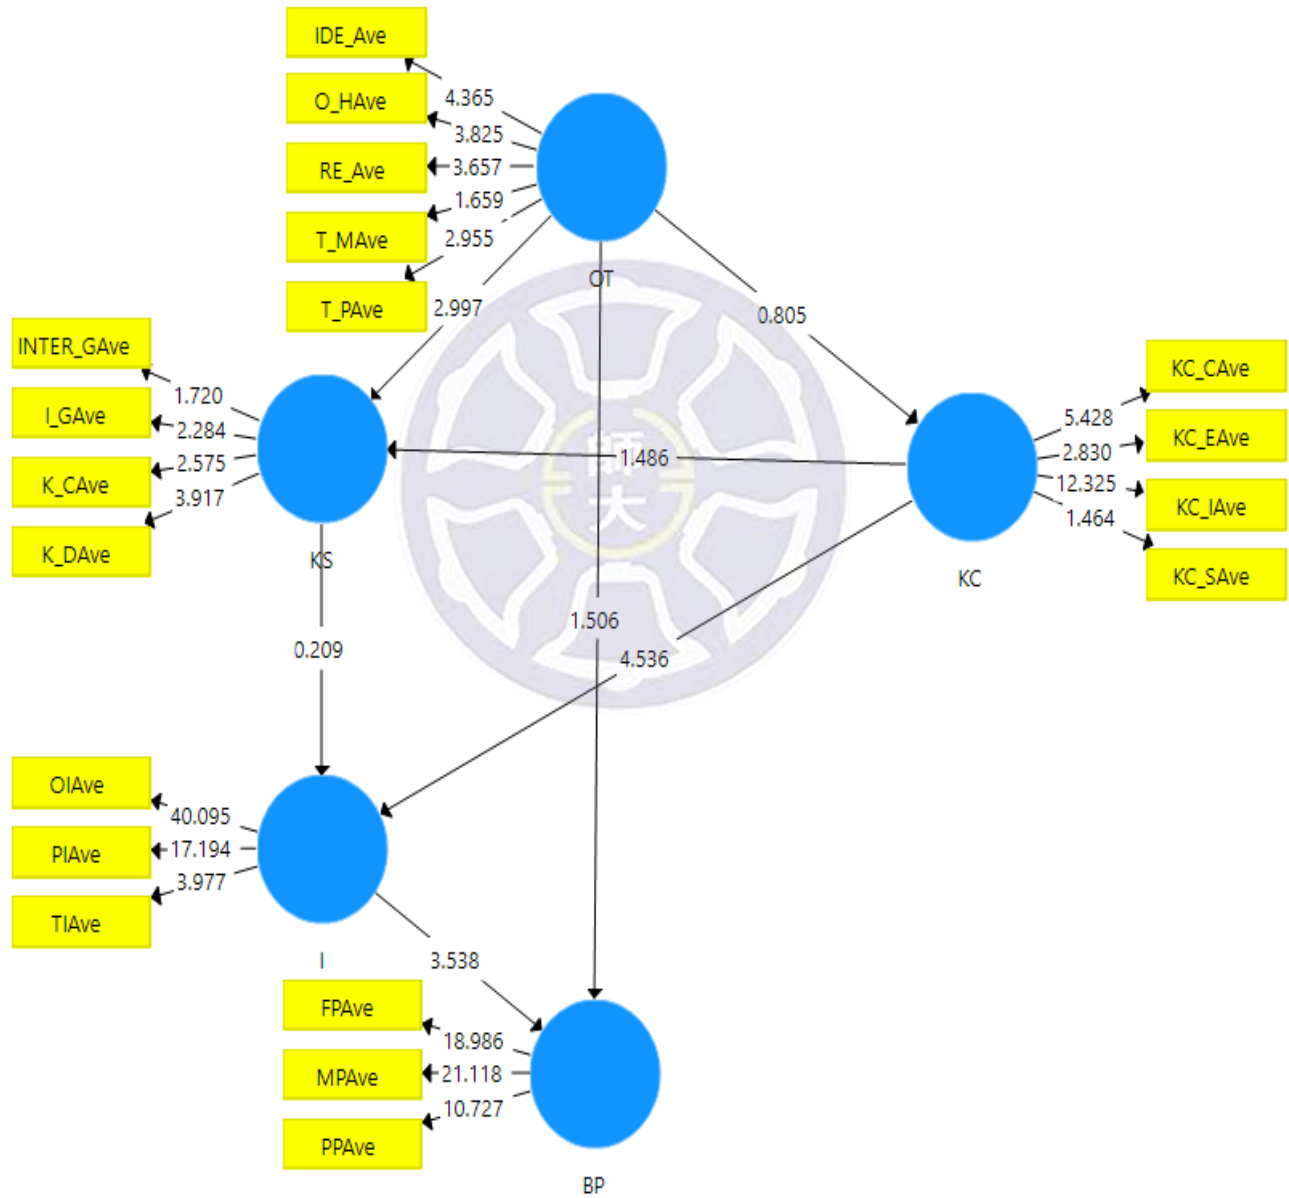 IDE_Ave
4.365
O_HAve
3.825
RE_Ave
3.657
1.659
T_MAve
2.955
T_PAve
OT
2.997
0.805
INTER_GAve
1.720
I_GAve
2.284
K_CAve
2.575
3.917
K_DAve
KS
師
大
1.486
KC_CAve
5.428
KC_EAve
2.830
12.325
KC_IAve
1.464
KC_SAve
KC
1.506
0.209
4.536
OIAve
40.095
PIAve
17.194
3.977
TIAve
I
3.538
FPAve
18.986
MPAve
21.118
10.727
PPAve
BP